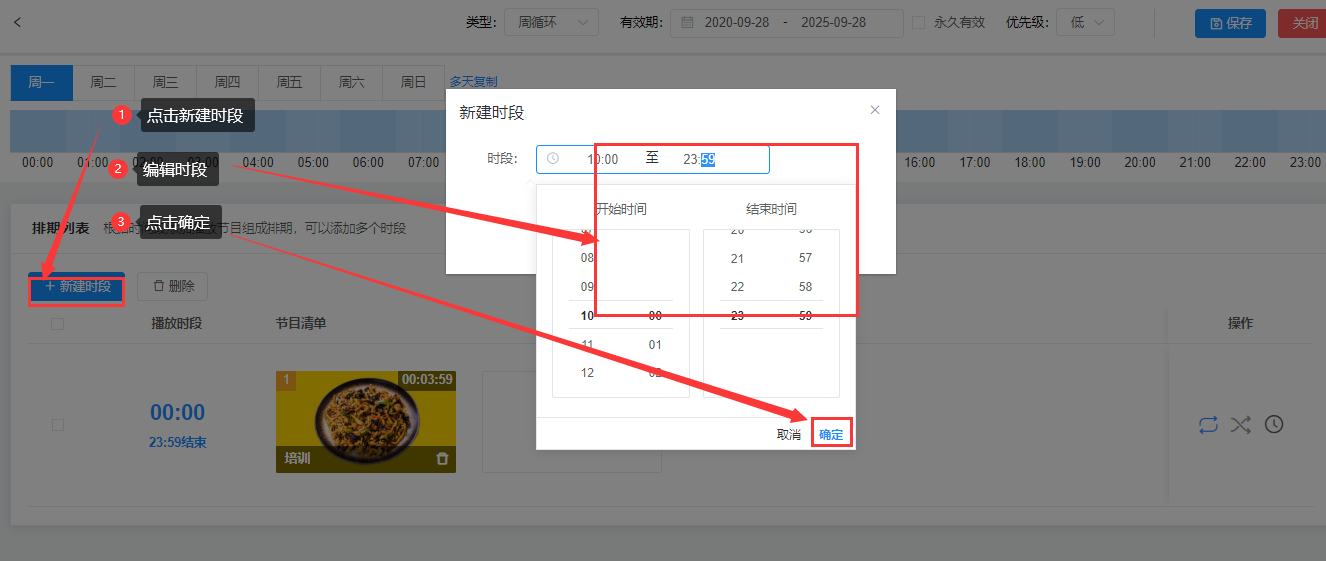 类型: 周循环 有效期: 2020-09-28 - 2025-09-28 永久有效 优先级: 低 保存 关闭
周一 周二 周三 周四 周五 周六 周日 多天复制
新建时段
1 点击新建时段
时段: 10:00 至 23:59
00:00 01:00 02:00 03:00 04:00 05:00 06:00 07:00 16:00 17:00 18:00 19:00 20:00 21:00 22:00 23:00
2 编辑时段
开始时间 结束时间
3 点击确定
排期列表 节目组成排期，可以添加多个时段
08 21 57
+ 新建时段 删除
09 22 58
10 00 23 59
播放时段 节目清单 操作
11 01
12 02
1 00:03:59
00:00
23:59结束
培训
取消 确定